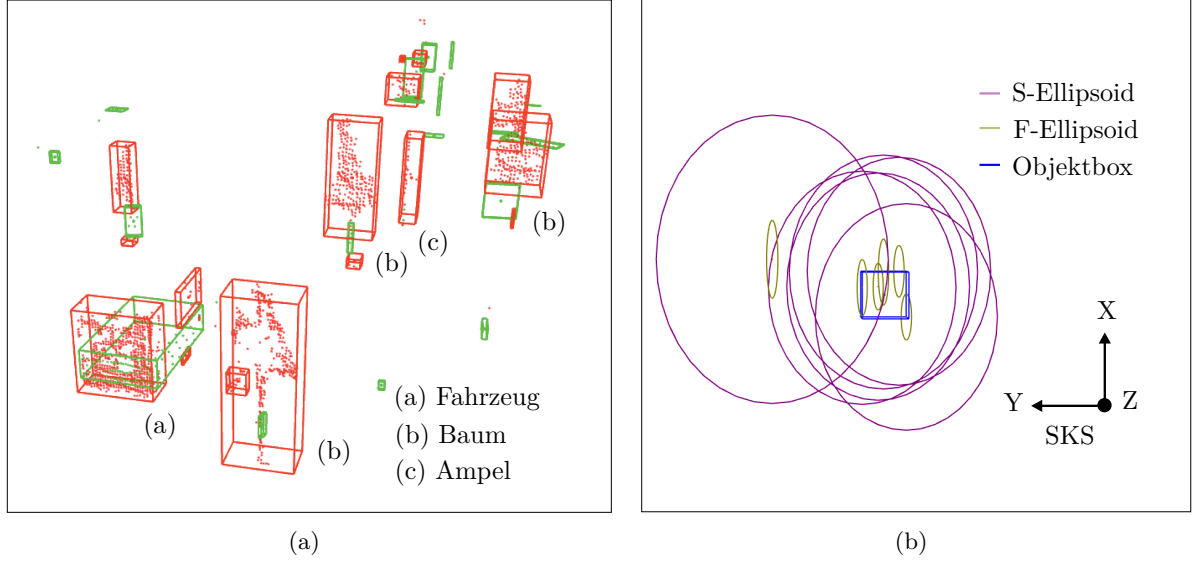 (b)
(c)
(b)
(a)
(b)
(a) Fahrzeug
(b) Baum
(c) Ampel
(a)
S-Ellipsoid
F-Ellipsoid
Objektbox
X
Y
Z
SKS
(b)